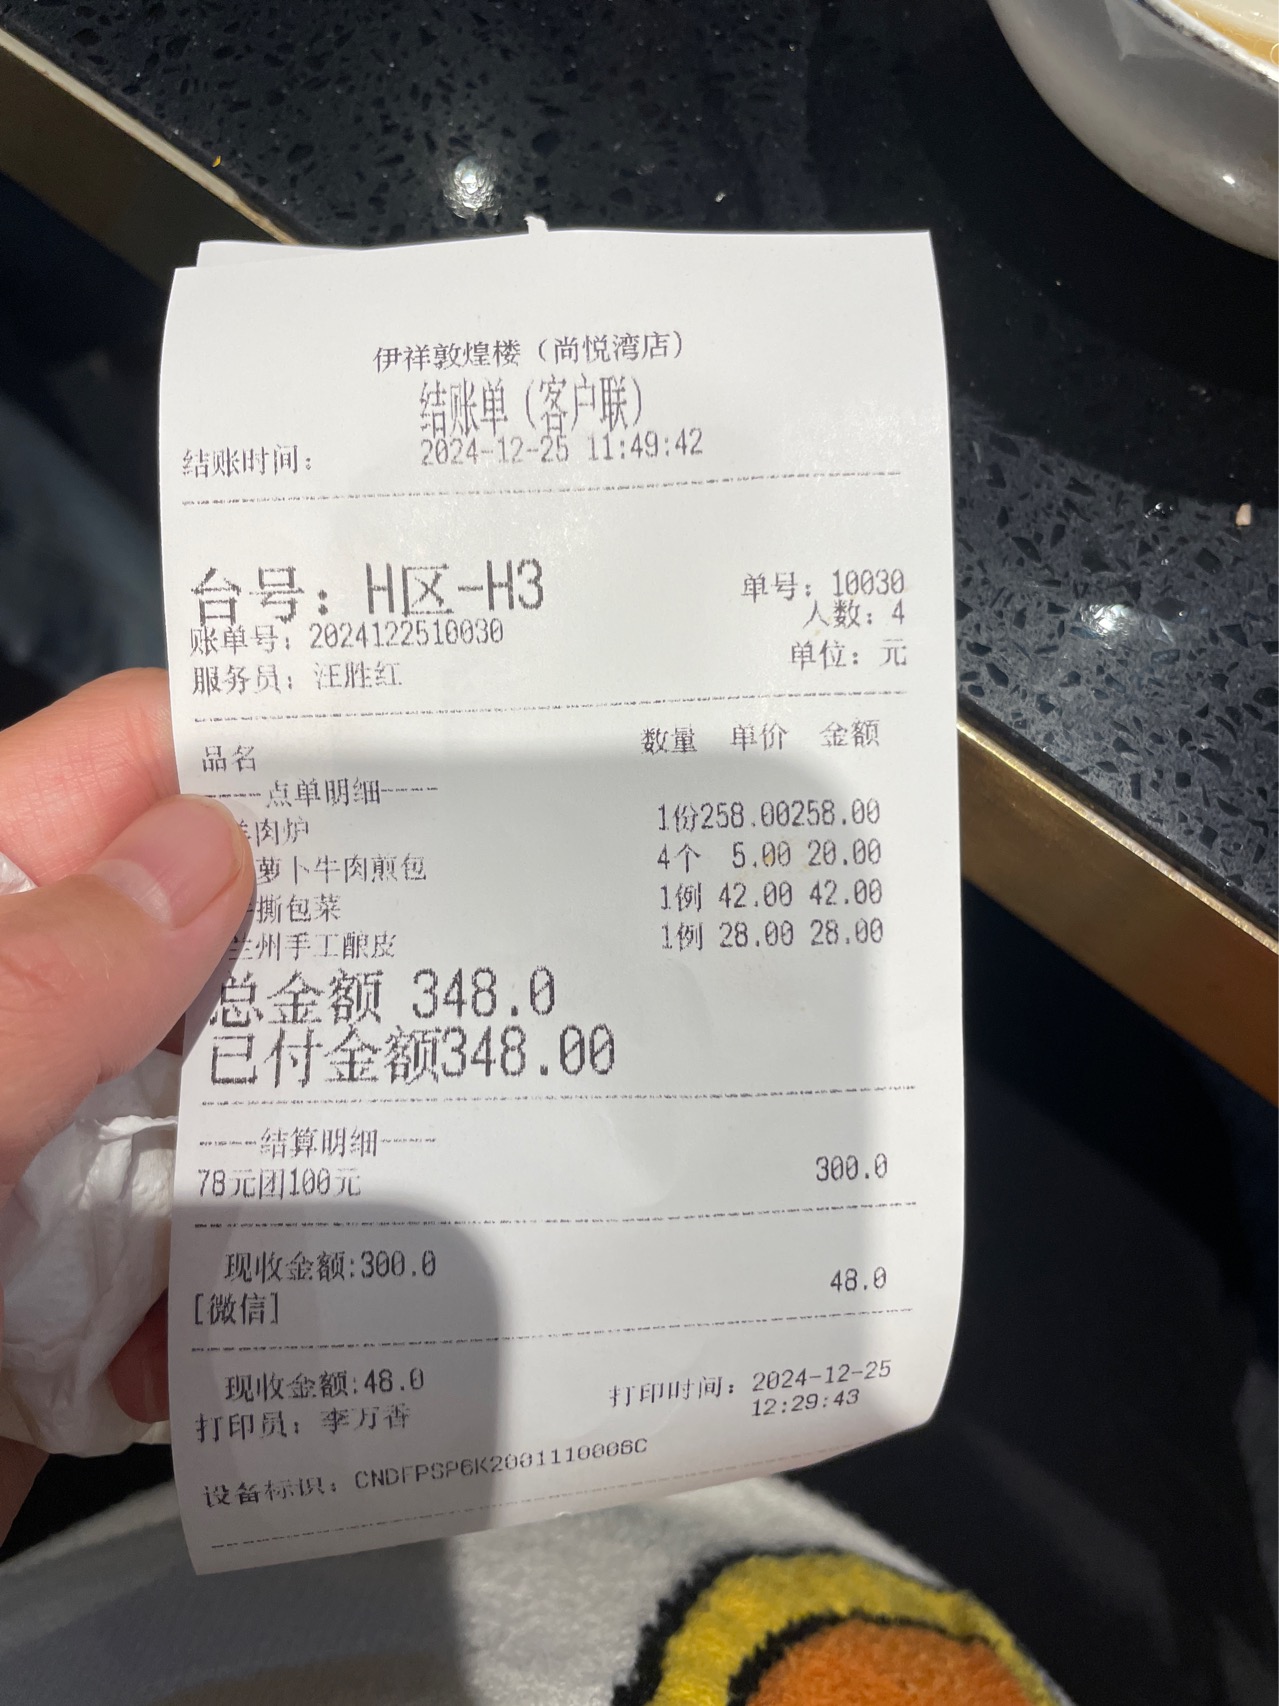 伊祥敦煌楼（尚悦湾店）
结账单（客户联）
结账时间： 2024-12-25 11:49:42
台号：H区-H3 单号：10030
人数：4
账单号：2024122510030
单位：元
服务员：汪胜红
品名 数量 单价 金额
----点单明细----
肉炉 1份258.00258.00
萝卜牛肉煎包 4个 5.00 20.00
撕包菜 1例 42.00 42.00
兰州手工酿皮 1例 28.00 28.00
总金额 348.0
已付金额348.00
----结算明细----
78元团100元 300.0
现收金额:300.0
[微信] 48.0
现收金额:48.0
打印员：李万香 打印时间：2024-12-25
12:29:43
设备标识：CNDFPSP6K2001110006C